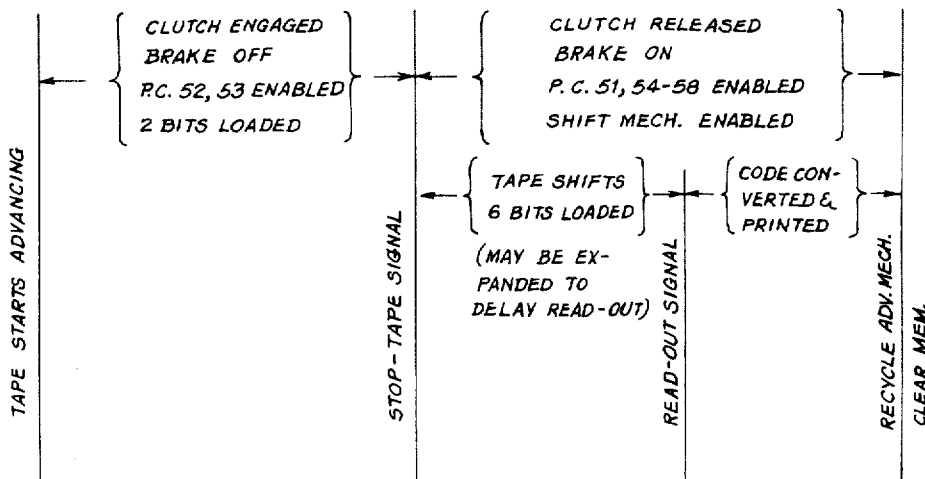 CLUTCH ENGAGED
BRAKE OFF
P.C. 52, 53 ENABLED
2 BITS LOADED
CLUTCH RELEASED
BRAKE ON
P. C. 51, 54-58 ENABLED
SHIFT MECH. ENABLED
TAPE SHIFTS
6 BITS LOADED
(MAY BE EX-
PANDED TO
DELAY READ-OUT)
CODE CON-
VERTED &
PRINTED
TAPE STARTS ADVANCING
STOP-TAPE SIGNAL
READ-OUT SIGNAL
RECYCLE ADV. MECH.
CLEAR MEM.